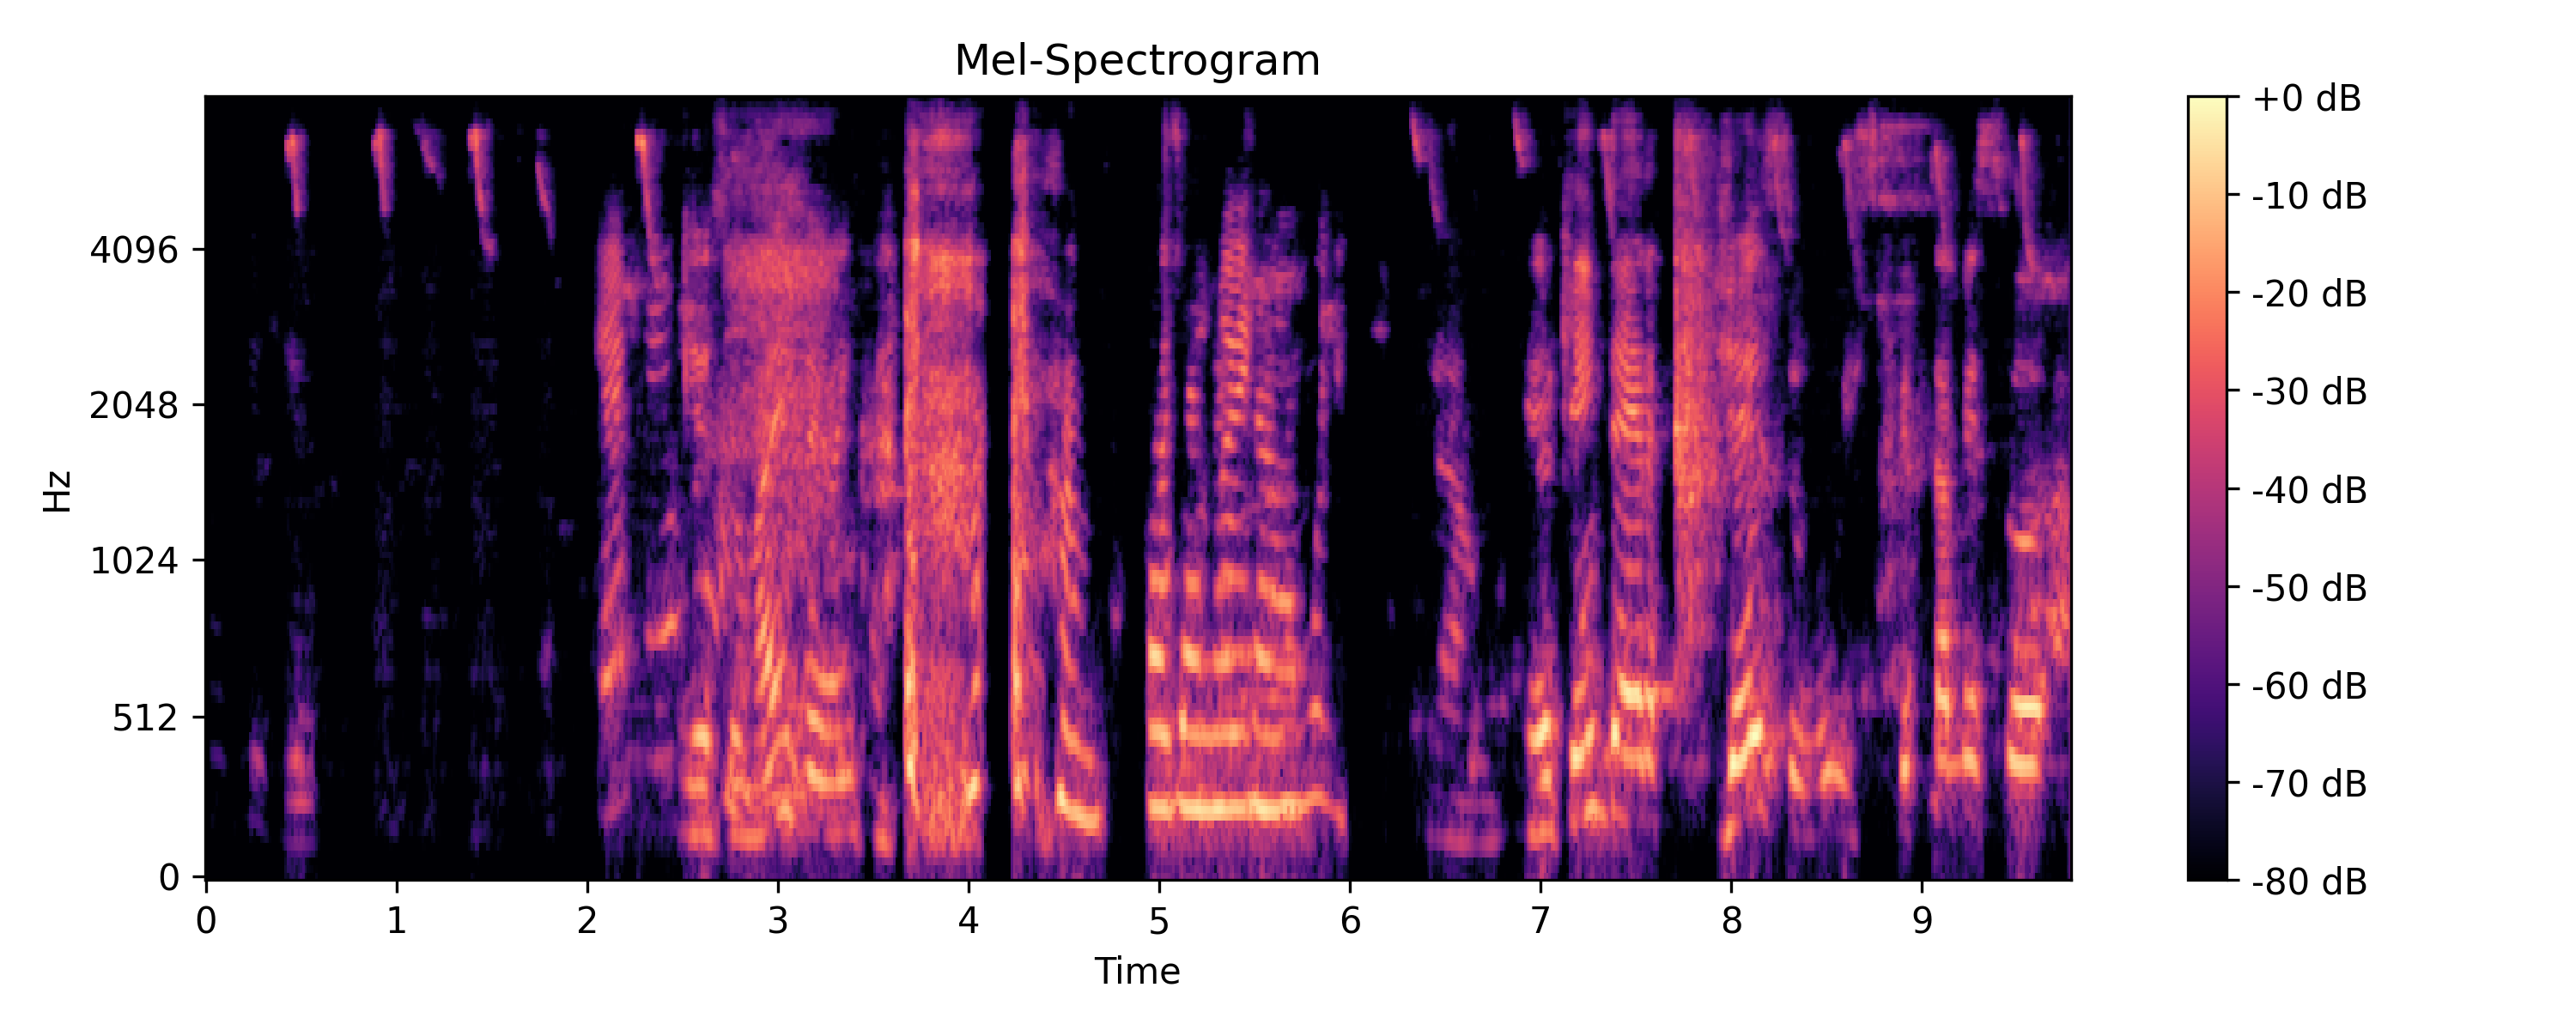 Mel-Spectrogram
+0 dB
-10 dB
-20 dB
-30 dB
-40 dB
-50 dB
-60 dB
-70 dB
-80 dB
Hz
4096
2048
1024
512
0
0 1 2 3 4 5 6 7 8 9
Time